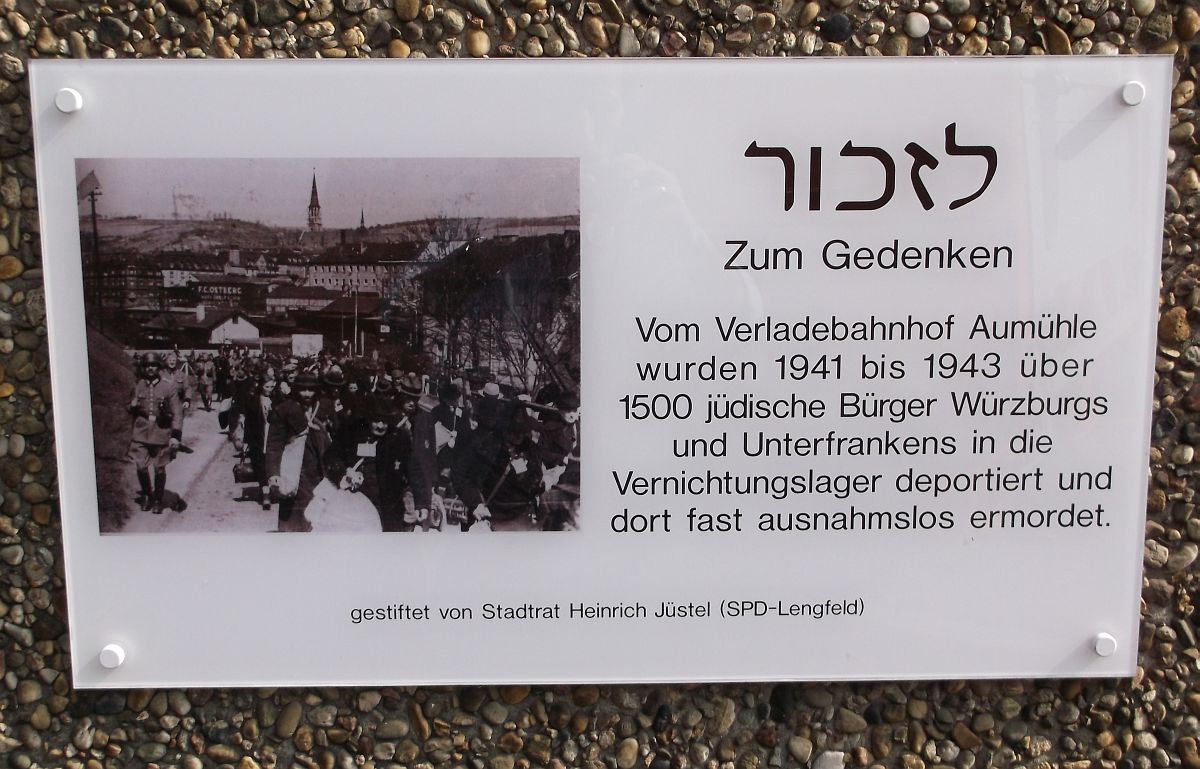 לזכור
Zum Gedenken
Vom Verladebahnhof Aumühle
wurden 1941 bis 1943 über
1500 jüdische Bürger Würzburgs
und Unterfrankens in die
Vernichtungslager deportiert und
dort fast ausnahmslos ermordet.
gestiftet von Stadtrat Heinrich Jüstel (SPD-Lengfeld)